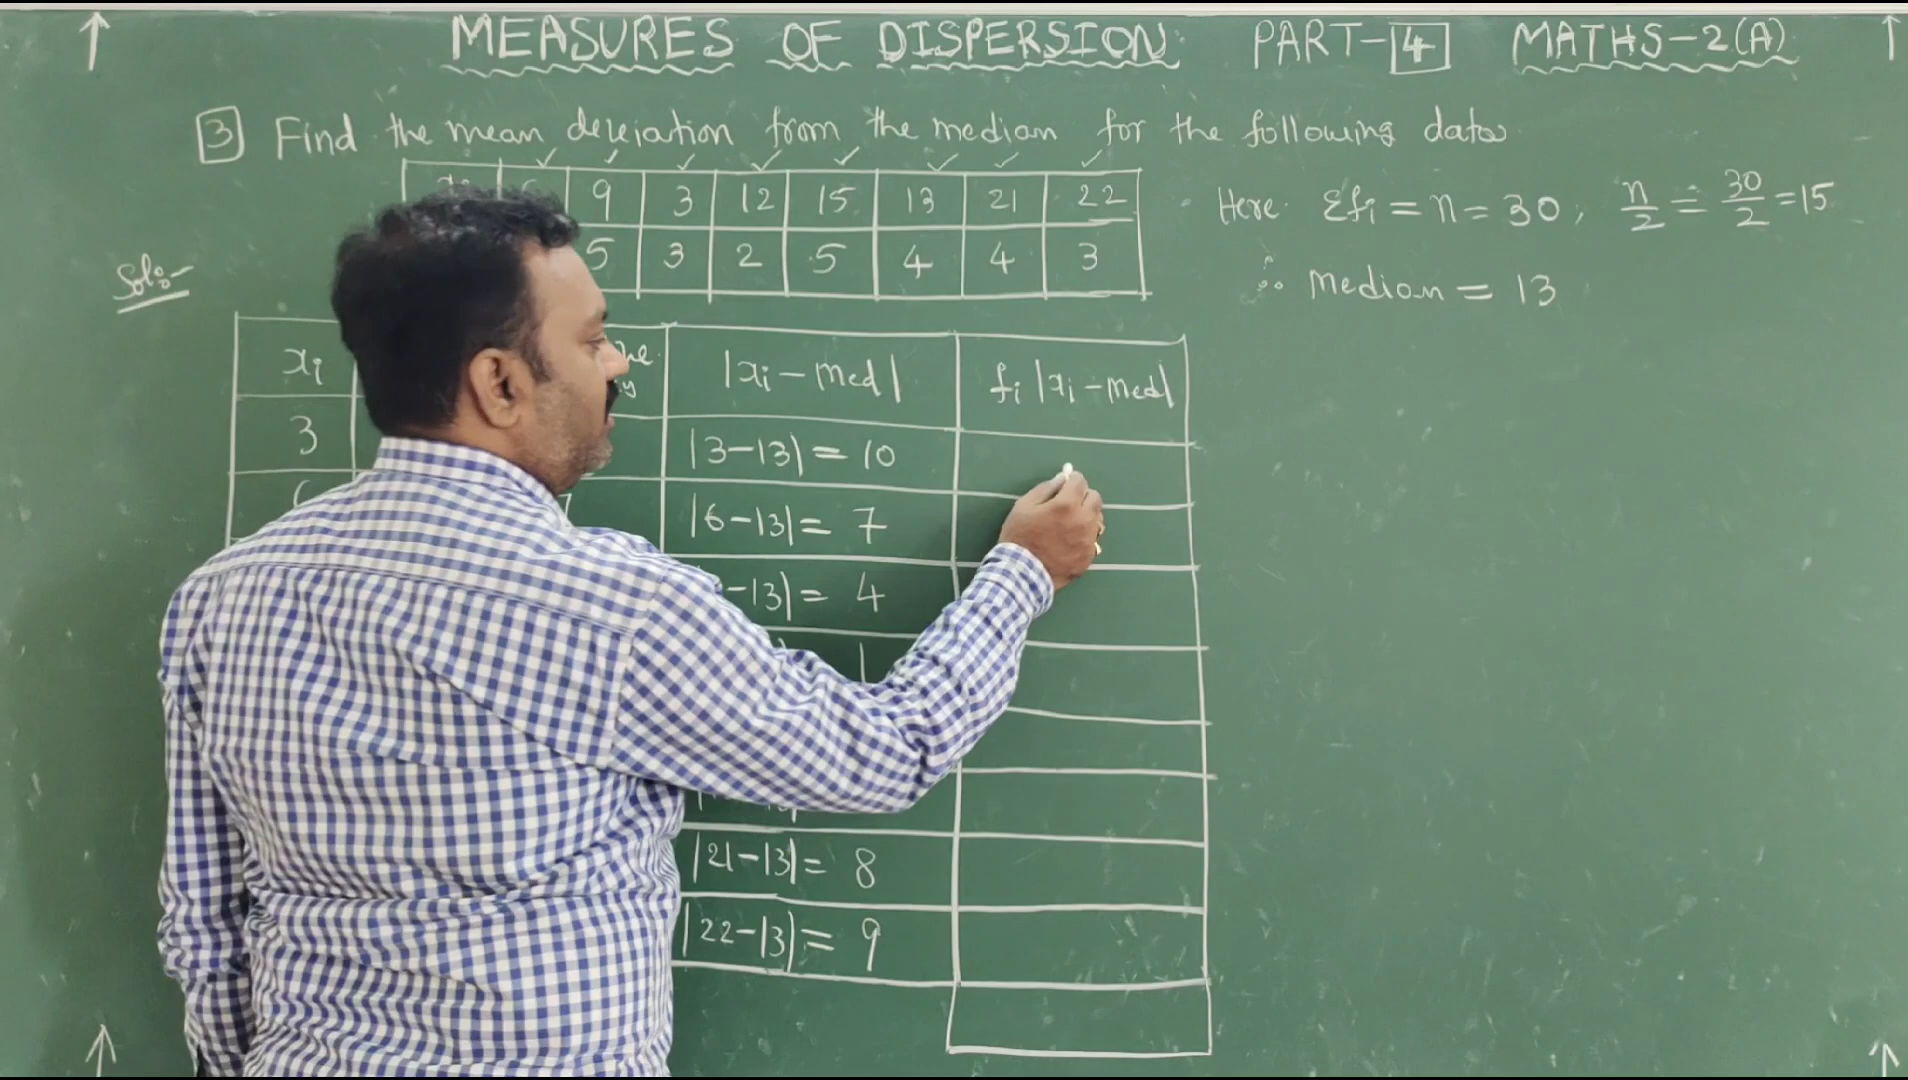 MEASURES OF DISPERSION PART-4 MATHS-2(A)
3 Find the mean deveiation from the median for the following data
9 3 12 15 13 21 22
5 3 2 5 4 4 3
Here Σfi = n = 30, n/2 = 30/2 = 15
∴ Median = 13
Sol:-
xi |xi - Med| fi |xi - Med|
3 |3-13| = 10
|6-13| = 7
-13| = 4
|21-13| = 8
|22-13| = 9